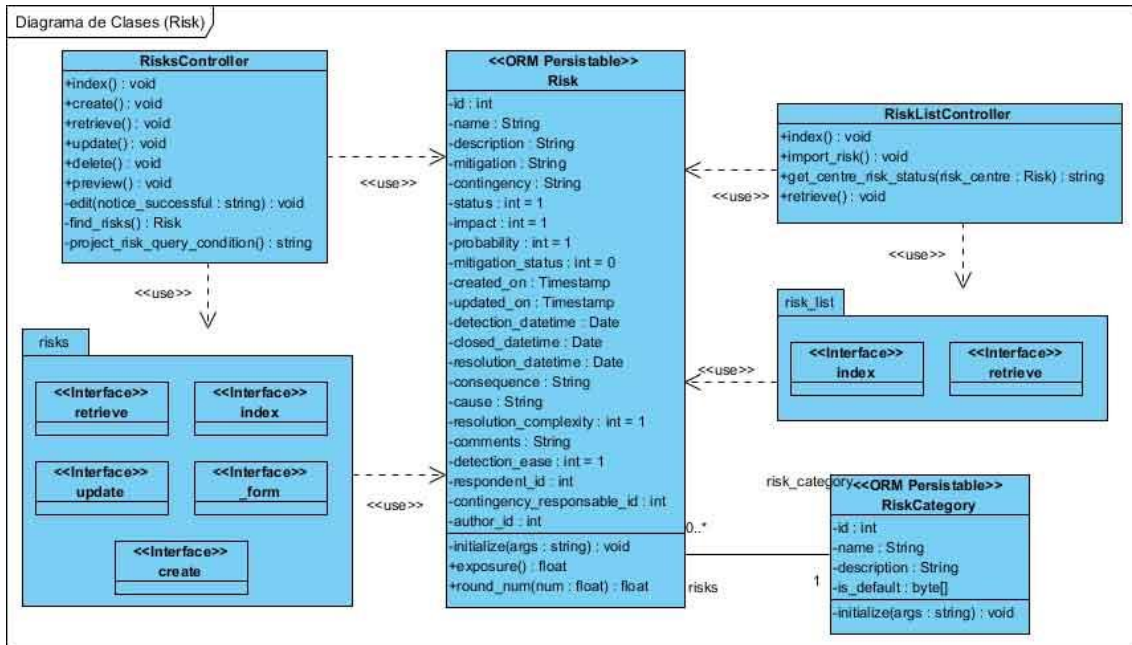 Diagrama de Clases (Risk)
RisksController
+index() : void
+create() : void
+retrieve() : void
+update() : void
+delete() : void
+preview() : void
-edit(notice_successful : string) : void
-find_risks() : Risk
-project_risk_query_condition() : string
<<use>>
<<use>>
risks
<<Interface>>
retrieve
<<Interface>>
index
<<Interface>>
update
<<Interface>>
_form
<<Interface>>
create
<<use>>
<<ORM Persistable>>
Risk
-id : int
-name : String
-description : String
-mitigation : String
-contingency : String
-status : int = 1
-impact : int = 1
-probability : int = 1
-mitigation_status : int = 0
-created_on : Timestamp
-updated_on : Timestamp
-detection_datetime : Date
-closed_datetime : Date
-resolution_datetime : Date
-consequence : String
-cause : String
-resolution_complexity : int = 1
-comments : String
-detection_ease : int = 1
-respondent_id : int
-contingency_responsable_id : int
-author_id : int
-initialize(args : string) : void
+exposure() : float
+round_num(num : float) : float
RiskListController
+index() : void
+import_risk() : void
+get_centre_risk_status(risk_centre : Risk) : string
+retrieve() : void
<<use>>
<<use>>
risk_list
<<Interface>>
index
<<Interface>>
retrieve
<<use>>
risk_category
0..*
risks
1
<<ORM Persistable>>
RiskCategory
-id : int
-name : String
-description : String
-is_default : byte[]
-initialize(args : string) : void